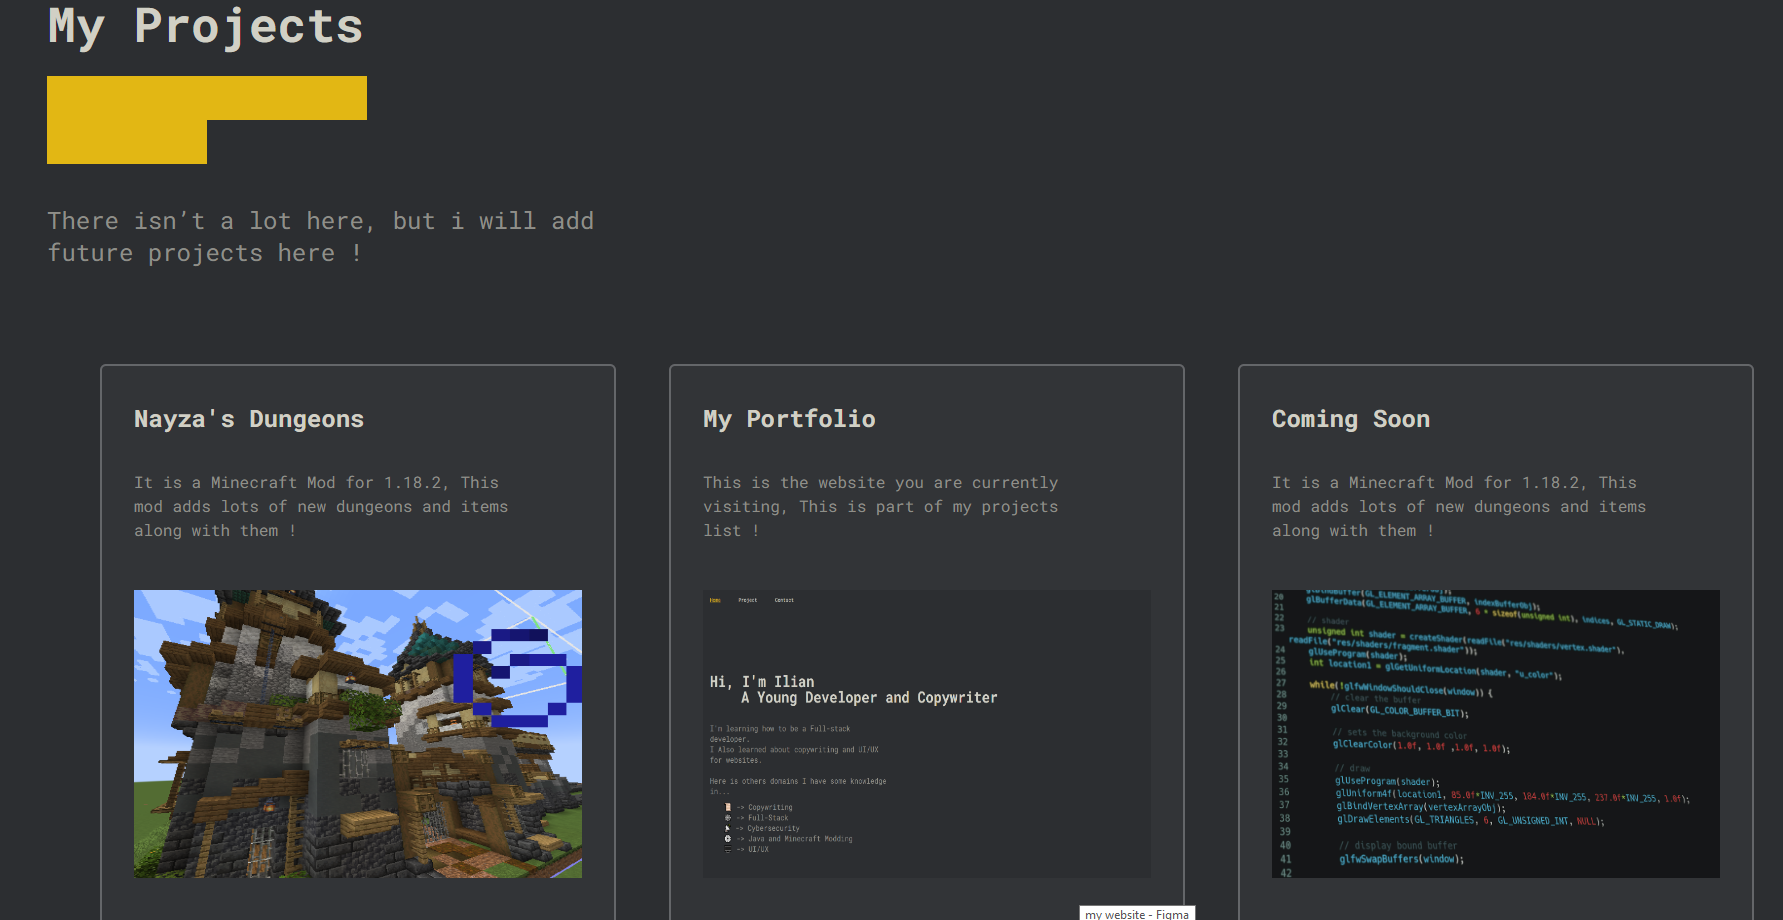 My Projects
There isn’t a lot here, but i will add
future projects here !
Nayza's Dungeons
It is a Minecraft Mod for 1.18.2, This
mod adds lots of new dungeons and items
along with them !
My Portfolio
This is the website you are currently
visiting, This is part of my projects
list !
Home Project Contact
Hi, I'm Ilian
A Young Developer and Copywriter
I'm learning how to be a Full-stack
developer.
I Also learned about copywriting and UI/UX
for websites.
Here is others domains I have some knowledge
in...
-> Copywriting
-> Full-Stack
-> Cybersecurity
-> Java and Minecraft Modding
-> UI/UX
Coming Soon
It is a Minecraft Mod for 1.18.2, This
mod adds lots of new dungeons and items
along with them !
20
21 glBufferData(GL_ELEMENT_ARRAY_BUFFER, 6 * sizeof(unsigned int), indices, GL_STATIC_DRAW);
22 // shader
23 unsigned int shader = createShader(readFile("res/shaders/vertex.shader"),
readFile("res/shaders/fragment.shader"));
24 glUseProgram(shader);
25 int location1 = glGetUniformLocation(shader, "u_color");
26
27 while(!glfwWindowShouldClose(window)) {
28 // clear the buffer
29 glClear(GL_COLOR_BUFFER_BIT);
30
31 // sets the background color
32 glClearColor(1.0f, 1.0f ,1.0f, 1.0f);
33
34 // draw
35 glUseProgram(shader);
36 glUniform4f(location1, 85.0f*INV_255, 184.0f*INV_255, 237.0f*INV_255, 1.0f);
37 glBindVertexArray(vertexArrayObj);
38 glDrawElements(GL_TRIANGLES, 6, GL_UNSIGNED_INT, NULL);
39
40 // display bound buffer
41 glfwSwapBuffers(window);
42
my website - Figma